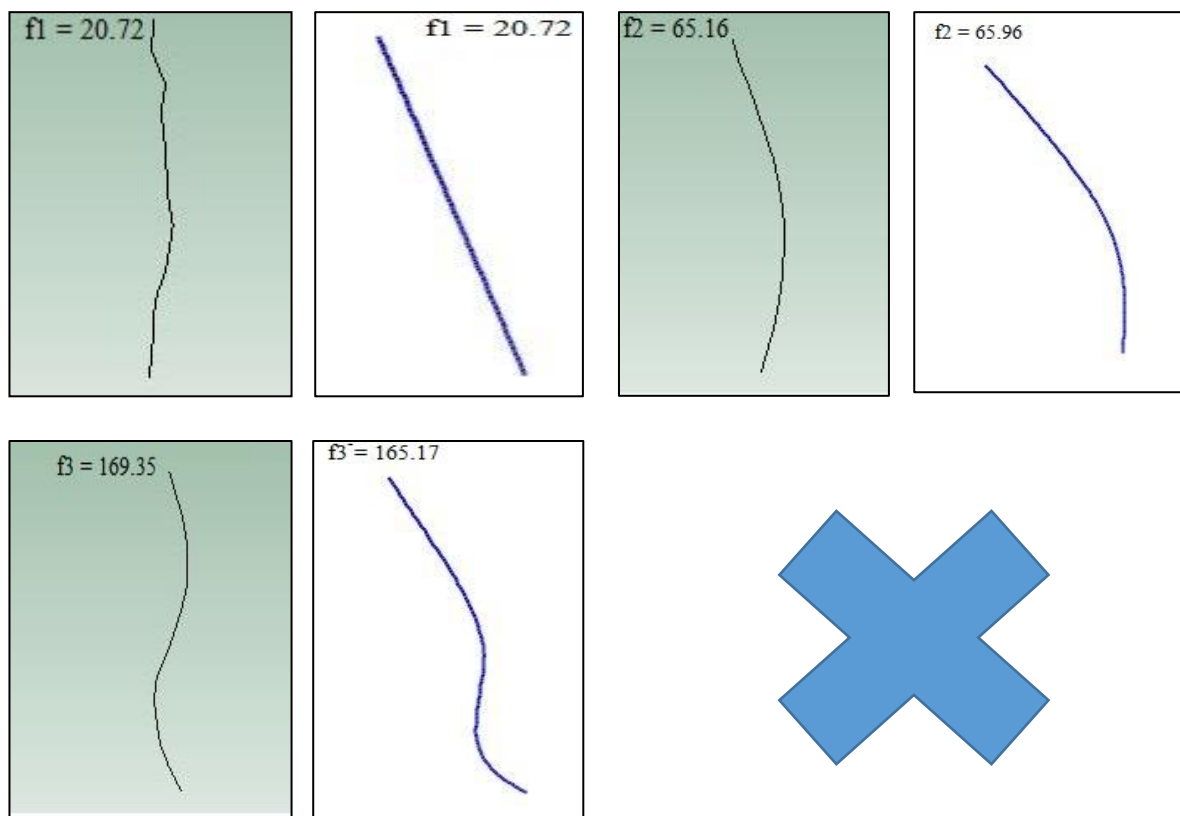 f1 = 20.72
f1 = 20.72
f2 = 65.16
f2 = 65.96
f3 = 169.35
f3 = 165.17